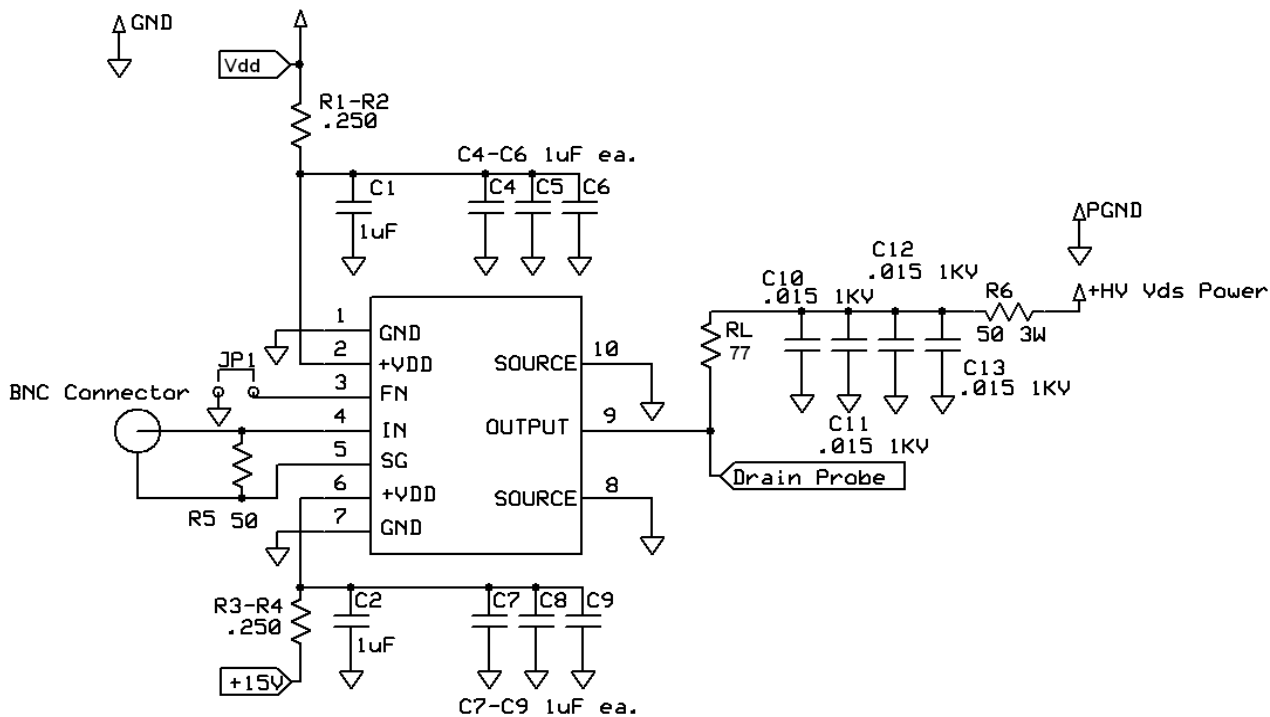 GND
Vdd
R1-R2
.250
C4-C6 1uF ea.
C1
1uF
C4
C5
C6
PGND
+HV Vds Power
C12
.015 1KV
C10
.015 1KV
R6
50 3W
RL
77
C13
.015 1KV
C11
.015 1KV
1
GND
2
+VDD
JP1
3
FN
BNC Connector
4
IN
5
SG
6
+VDD
R5 50
7
GND
SOURCE
10
OUTPUT
9
SOURCE
8
Drain Probe
R3-R4
.250
C2
1uF
C7
C8
C9
+15V
C7-C9 1uF ea.